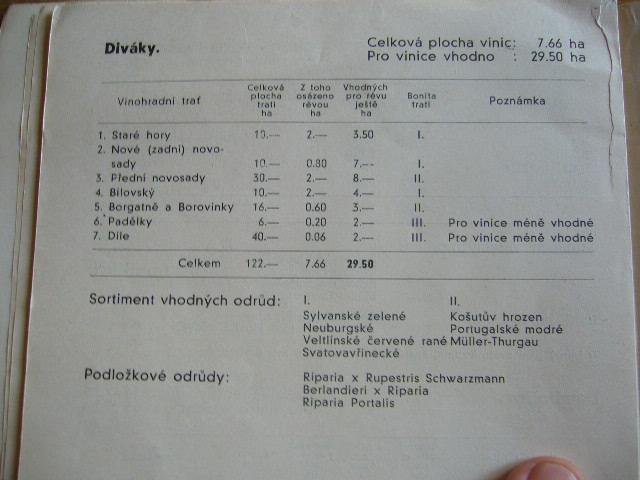 Diváky.
Celková plocha vinic: 7.66 ha
Pro vinice vhodno : 29.50 ha
Vinohradní trať
Celková plocha trati ha
Z toho osázeno révou ha
Vhodných pro révu ještě ha
Bonita trati
Poznámka
1. Staré hory 10.— 2.— 3.50 I.
2. Nové (zadní) novo-
sady 10.— 0.80 7.— I.
3. Přední novosady 30.— 2.— 8.— II.
4. Bílovský 10.— 2.— 4.— I.
5. Borgatně a Borovinky 16.— 0.60 3.— II.
6. Padělky 6.— 0.20 2.— III. Pro vinice méně vhodné
7. Díle 40.— 0.06 2.— III. Pro vinice méně vhodné
Celkem 122.— 7.66 29.50
Sortiment vhodných odrůd: I. II.
Sylvanské zelené Košutův hrozen
Neuburgské Portugalské modré
Veltlínské červené rané Müller-Thurgau
Svatovavřinecké
Podložkové odrůdy: Riparia x Rupestris Schwarzmann
Berlandieri x Riparia
Riparia Portalis